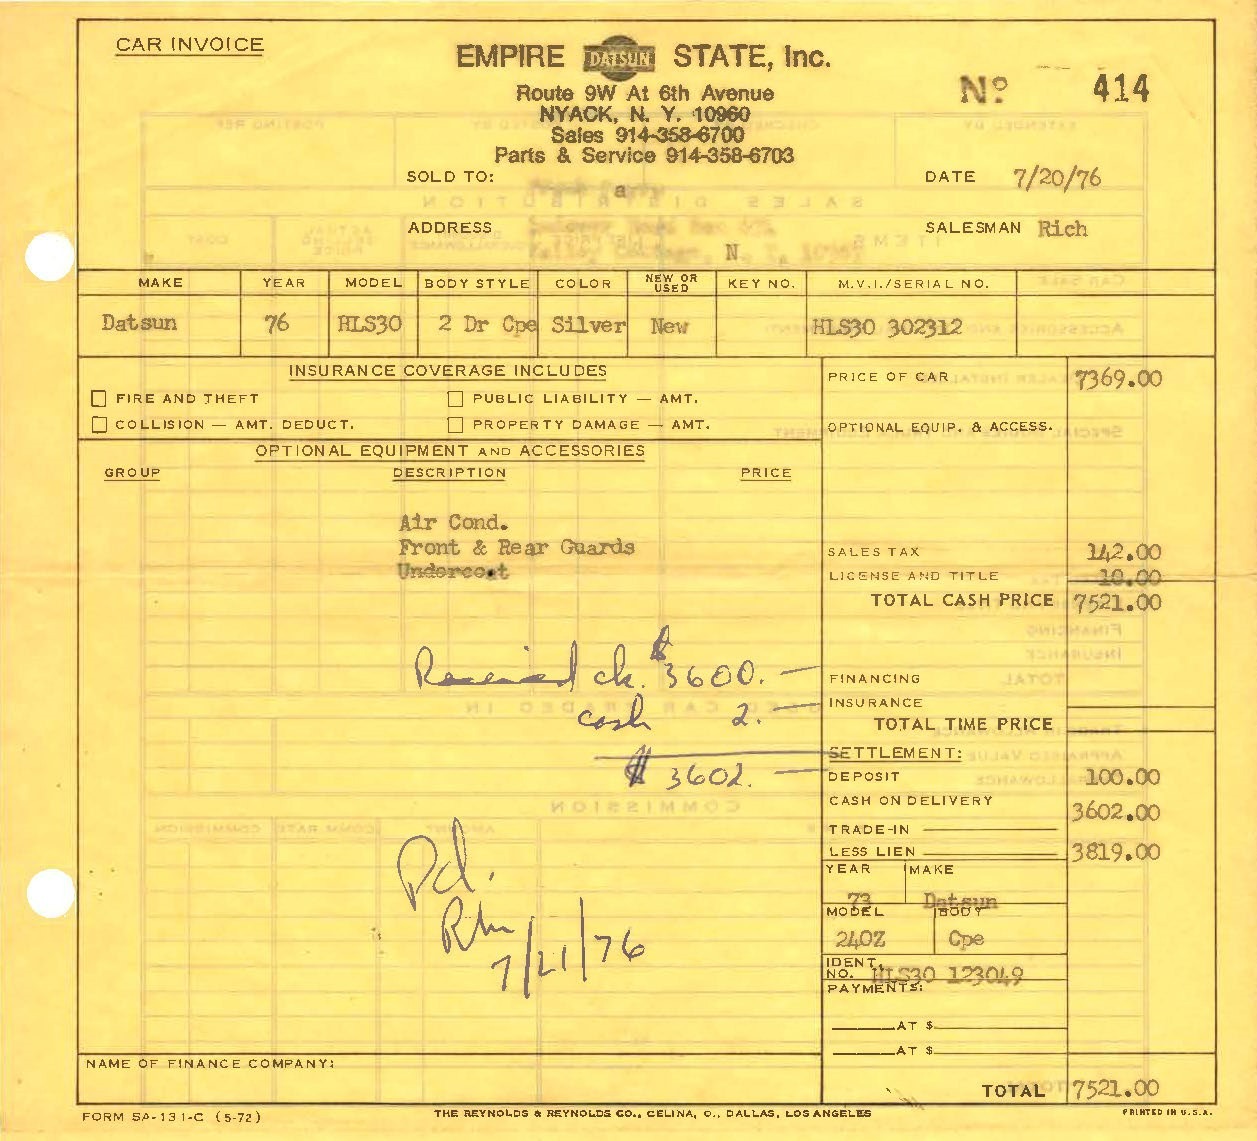 CAR INVOICE
EMPIRE DATSUN STATE, Inc.
Nº 414
Route 9W At 6th Avenue
NYACK, N. Y. 10960
Sales 914-358-6700
Parts & Service 914-358-6703
SOLD TO:
DATE 7/20/76
ADDRESS
SALESMAN Rich
MAKE YEAR MODEL BODY STYLE COLOR NEW OR USED KEY NO. M.V.I./SERIAL NO.
Datsun 76 HLS30 2 Dr Cpe Silver New HLS30 302312
INSURANCE COVERAGE INCLUDES
PRICE OF CAR 7369.00
FIRE AND THEFT PUBLIC LIABILITY — AMT.
COLLISION — AMT. DEDUCT. PROPERTY DAMAGE — AMT.
OPTIONAL EQUIP. & ACCESS.
OPTIONAL EQUIPMENT AND ACCESSORIES
GROUP DESCRIPTION PRICE
Air Cond.
Front & Rear Guards
Undercoat
SALES TAX 142.00
LICENSE AND TITLE 10.00
TOTAL CASH PRICE 7521.00
Received ck. $3600.—
FINANCING
cash 2.—
INSURANCE
TOTAL TIME PRICE
SETTLEMENT:
$ 3602.—
DEPOSIT 100.00
CASH ON DELIVERY 3602.00
TRADE-IN
LESS LIEN 3819.00
YEAR MAKE
73 Datsun
MODEL BODY
240Z Cpe
IDENT. NO. HLS30 123049
Pd.
7/21/76
PAYMENTS:
AT $
AT $
NAME OF FINANCE COMPANY:
TOTAL 7521.00
FORM SA-131-C (5-72)
THE REYNOLDS & REYNOLDS CO., CELINA, O., DALLAS, LOS ANGELES
PRINTED IN U.S.A.